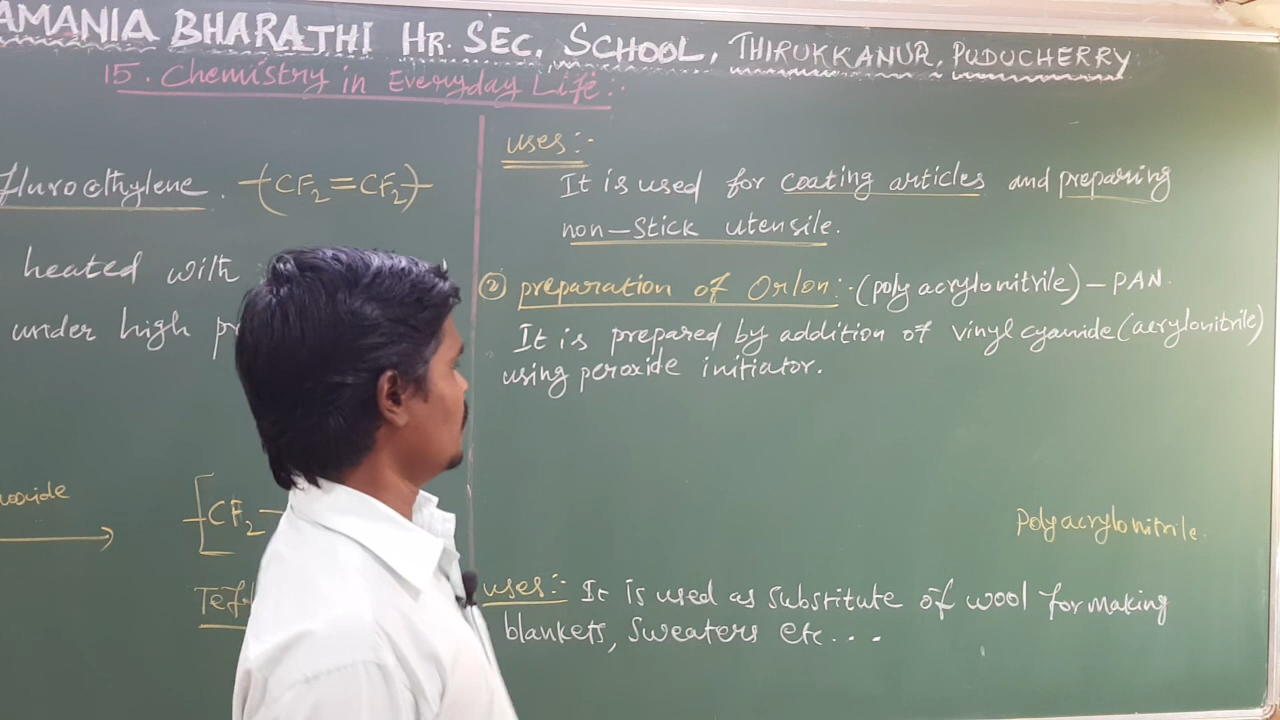 AMANIA BHARATHI HR. SEC. SCHOOL, THIRUKKANUR, PUDUCHERRY
15. Chemistry in Everyday Life:.
fluroethylene. -(CF2=CF2)-
heated with
under high pr
oxide
-[CF2-
Tefl
uses:-
It is used for coating articles and preparing
non-stick utensile.
② preparation of Orlon:-(poly acrylonitrile)-PAN.
It is prepared by addition of vinyl cyanide(acrylonitrile)
using peroxide initiator.
Polyacrylonitrile.
uses:- It is used as substitute of wool for making
blankets, sweaters etc...